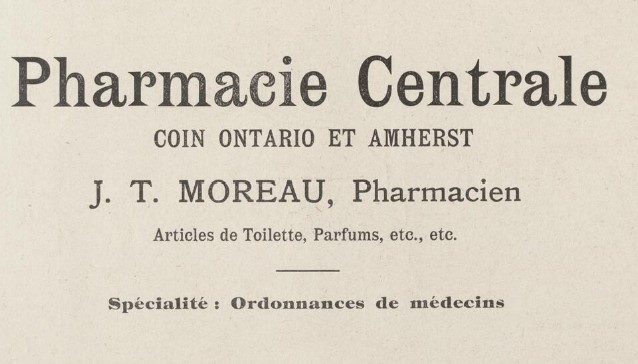 Pharmacie Centrale
COIN ONTARIO ET AMHERST
J. T. MOREAU, Pharmacien
Articles de Toilette, Parfums, etc., etc.
Spécialité : Ordonnances de médecins